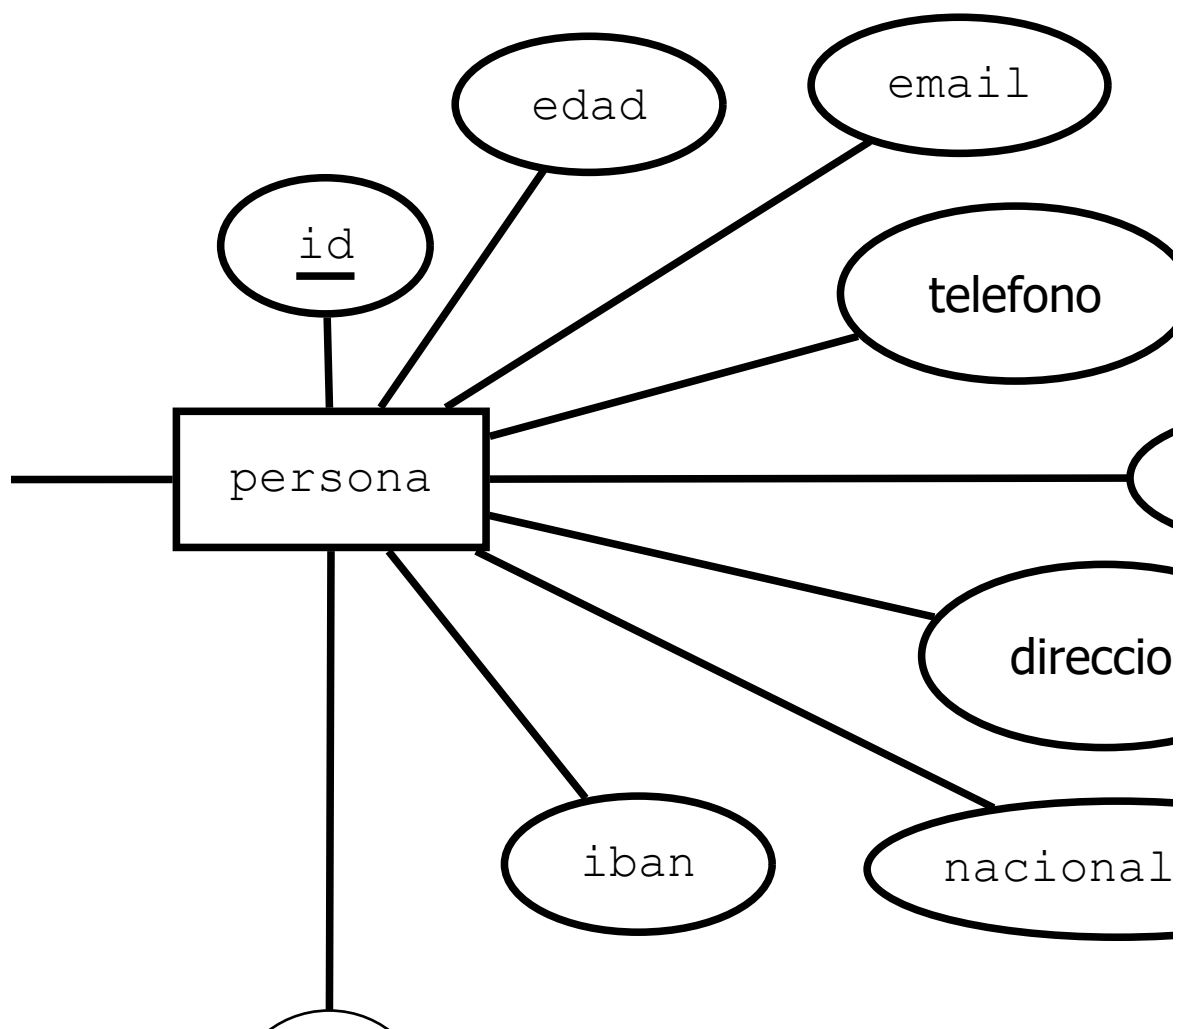 edad
email
id
telefono
persona
direccio
iban
nacional